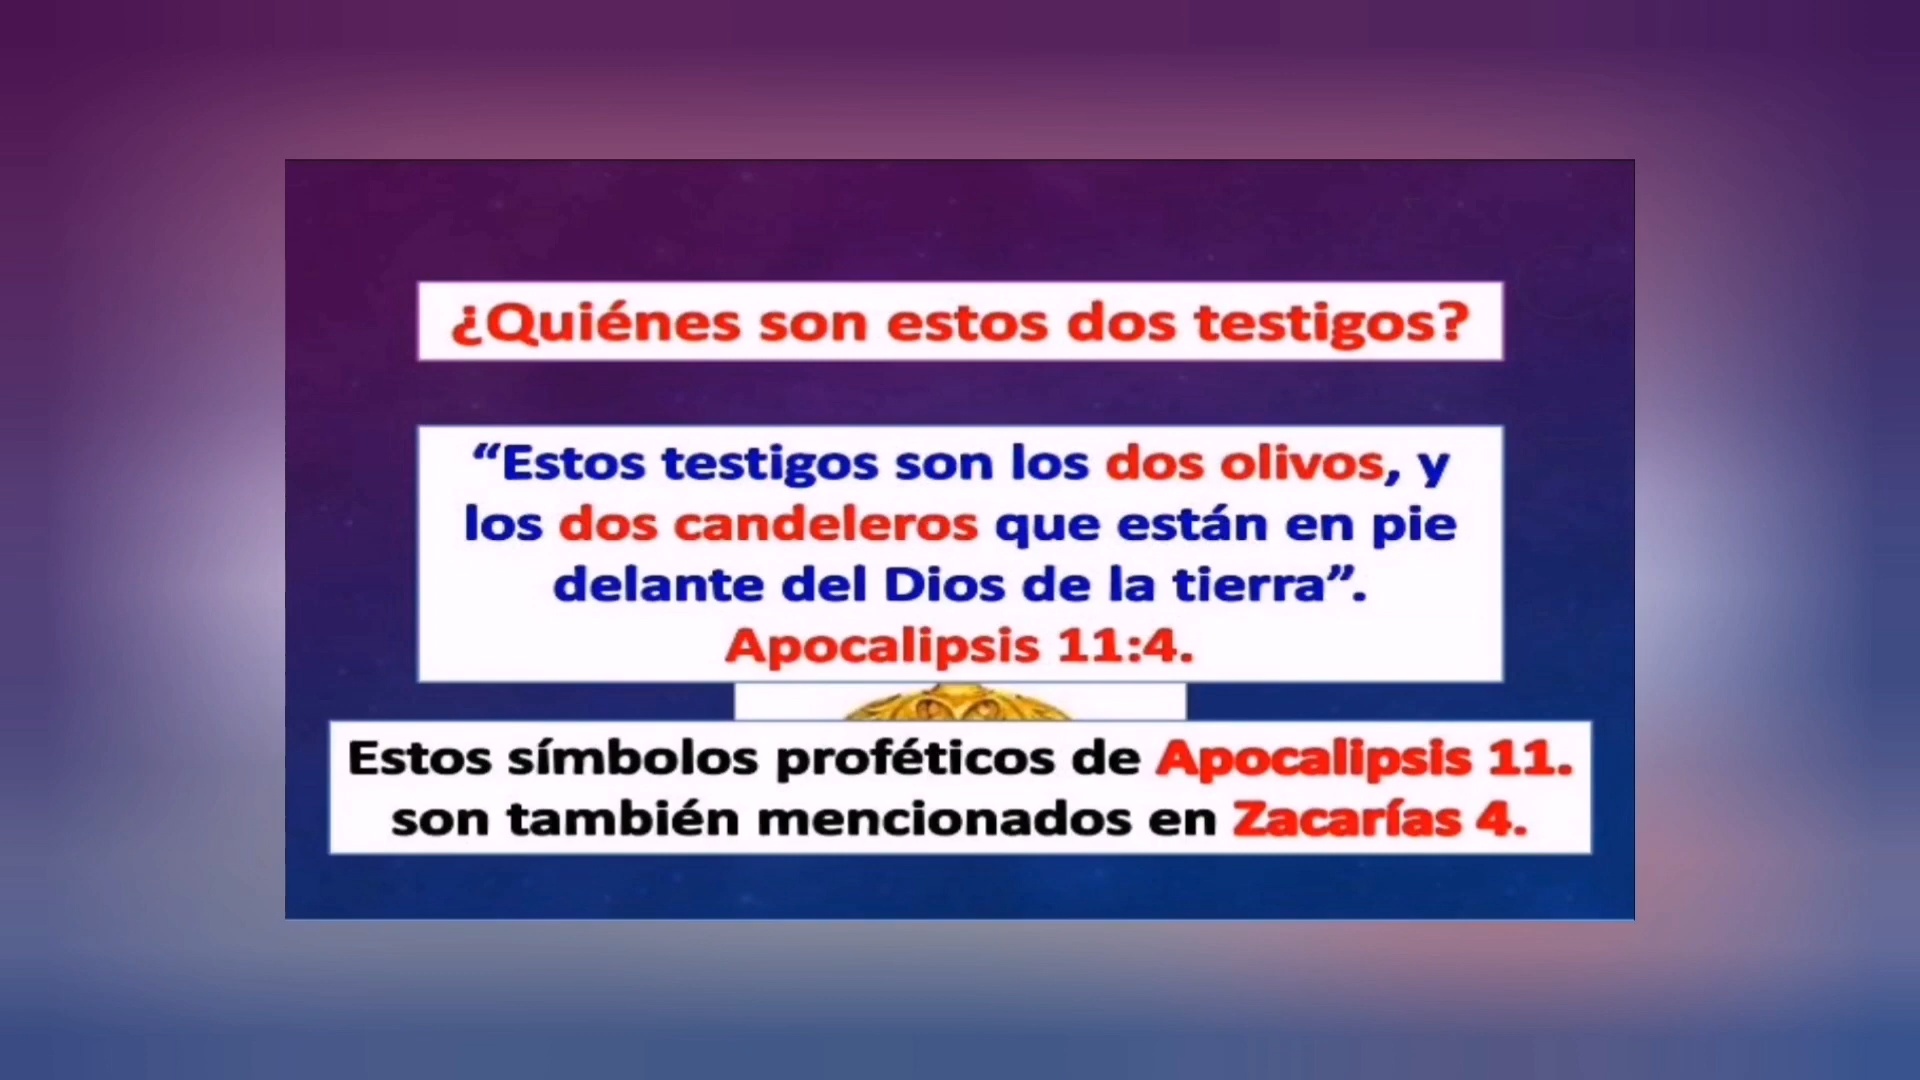 ¿Quiénes son estos dos testigos?
“Estos testigos son los dos olivos, y
los dos candeleros que están en pie
delante del Dios de la tierra”.
Apocalipsis 11:4.
Estos símbolos proféticos de Apocalipsis 11.
son también mencionados en Zacarías 4.